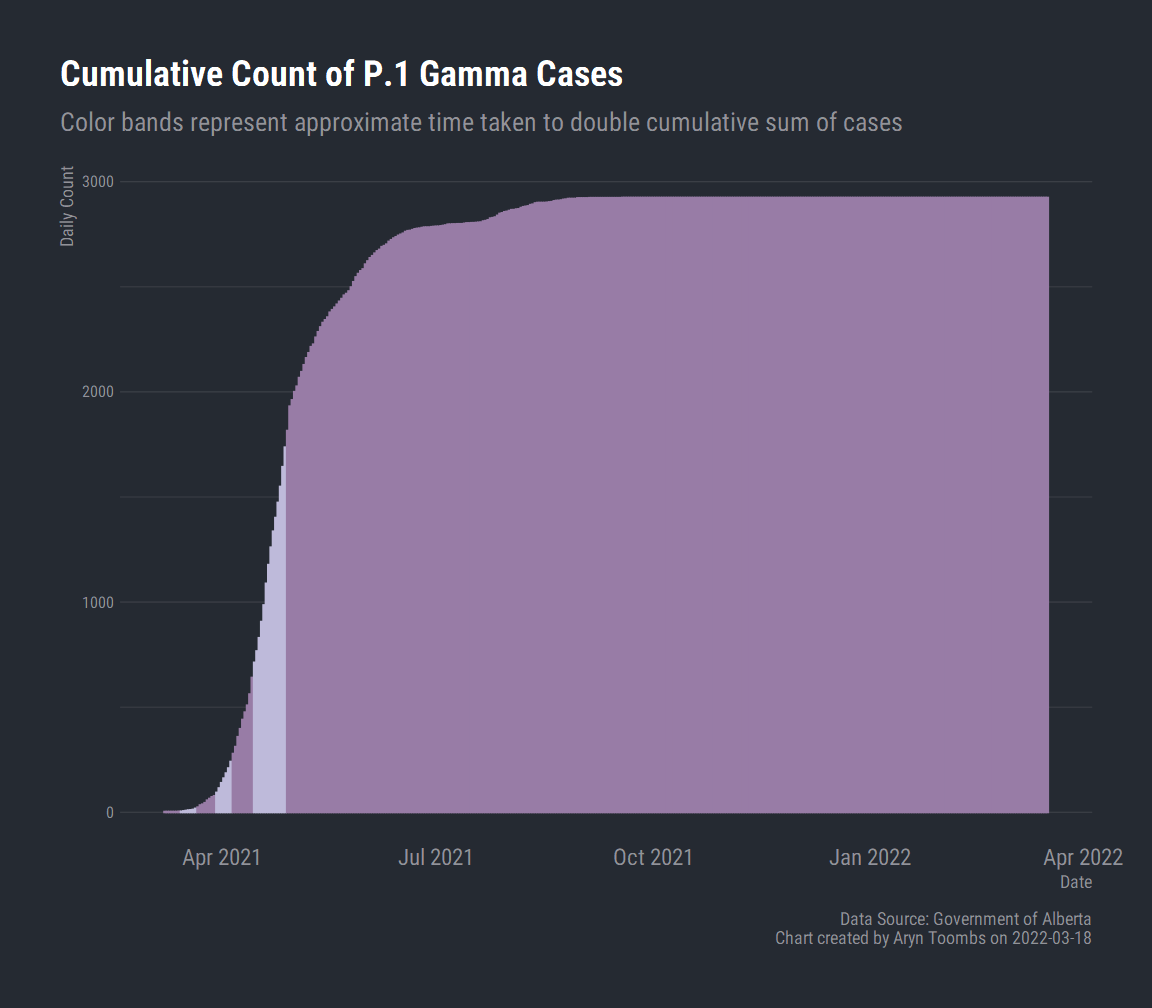 Cumulative Count of P.1 Gamma Cases
Color bands represent approximate time taken to double cumulative sum of cases
Daily Count
3000
2000
1000
0
Apr 2021
Jul 2021
Oct 2021
Jan 2022
Apr 2022
Date
Data Source: Government of Alberta
Chart created by Aryn Toombs on 2022-03-18